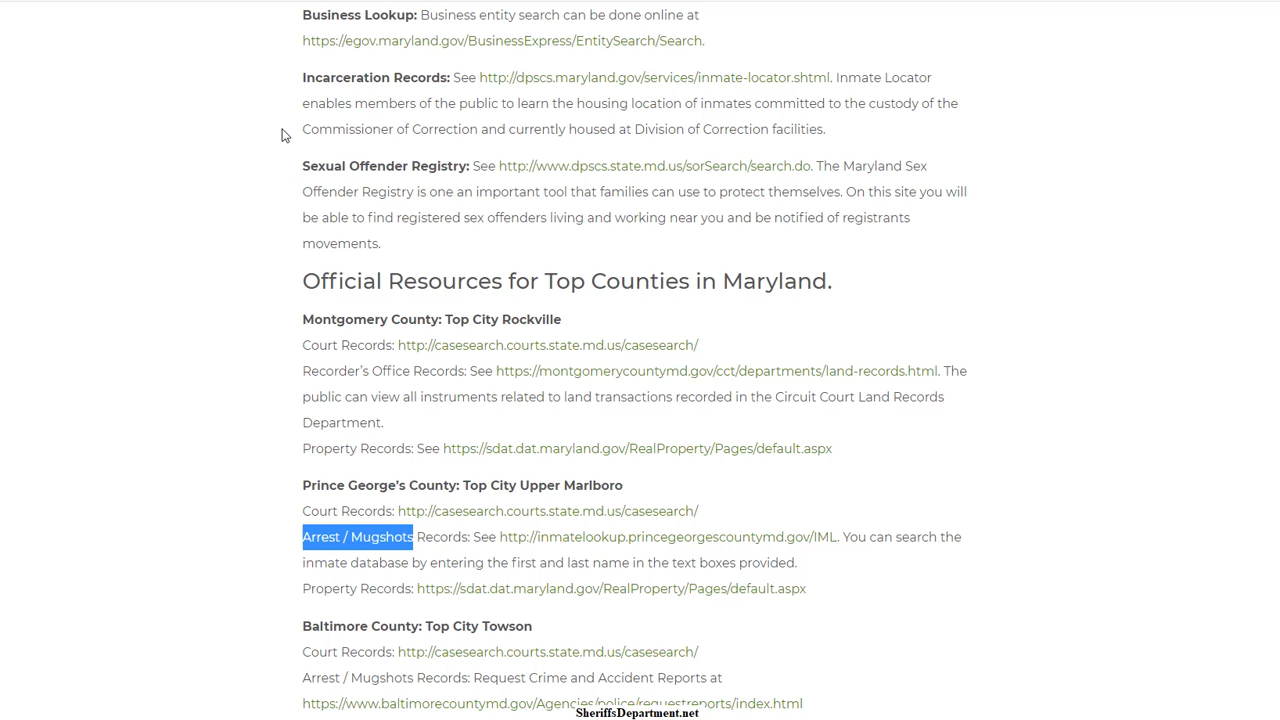 Business Lookup: Business entity search can be done online at
https://egov.maryland.gov/BusinessExpress/EntitySearch/Search.
Incarceration Records: See http://dpscs.maryland.gov/services/inmate-locator.shtml. Inmate Locator
enables members of the public to learn the housing location of inmates committed to the custody of the
Commissioner of Correction and currently housed at Division of Correction facilities.
Sexual Offender Registry: See http://www.dpscs.state.md.us/sorSearch/search.do. The Maryland Sex
Offender Registry is one an important tool that families can use to protect themselves. On this site you will
be able to find registered sex offenders living and working near you and be notified of registrants
movements.
Official Resources for Top Counties in Maryland.
Montgomery County: Top City Rockville
Court Records: http://casesearch.courts.state.md.us/casesearch/
Recorder’s Office Records: See https://montgomerycountymd.gov/cct/departments/land-records.html. The
public can view all instruments related to land transactions recorded in the Circuit Court Land Records
Department.
Property Records: See https://sdat.dat.maryland.gov/RealProperty/Pages/default.aspx
Prince George’s County: Top City Upper Marlboro
Court Records: http://casesearch.courts.state.md.us/casesearch/
Arrest / Mugshots Records: See http://inmatelookup.princegeorgescountymd.gov/IML. You can search the
inmate database by entering the first and last name in the text boxes provided.
Property Records: https://sdat.dat.maryland.gov/RealProperty/Pages/default.aspx
Baltimore County: Top City Towson
Court Records: http://casesearch.courts.state.md.us/casesearch/
Arrest / Mugshots Records: Request Crime and Accident Reports at
https://www.baltimorecountymd.gov/Agencies/police/requestreports/index.html
SheriffsDepartment.net